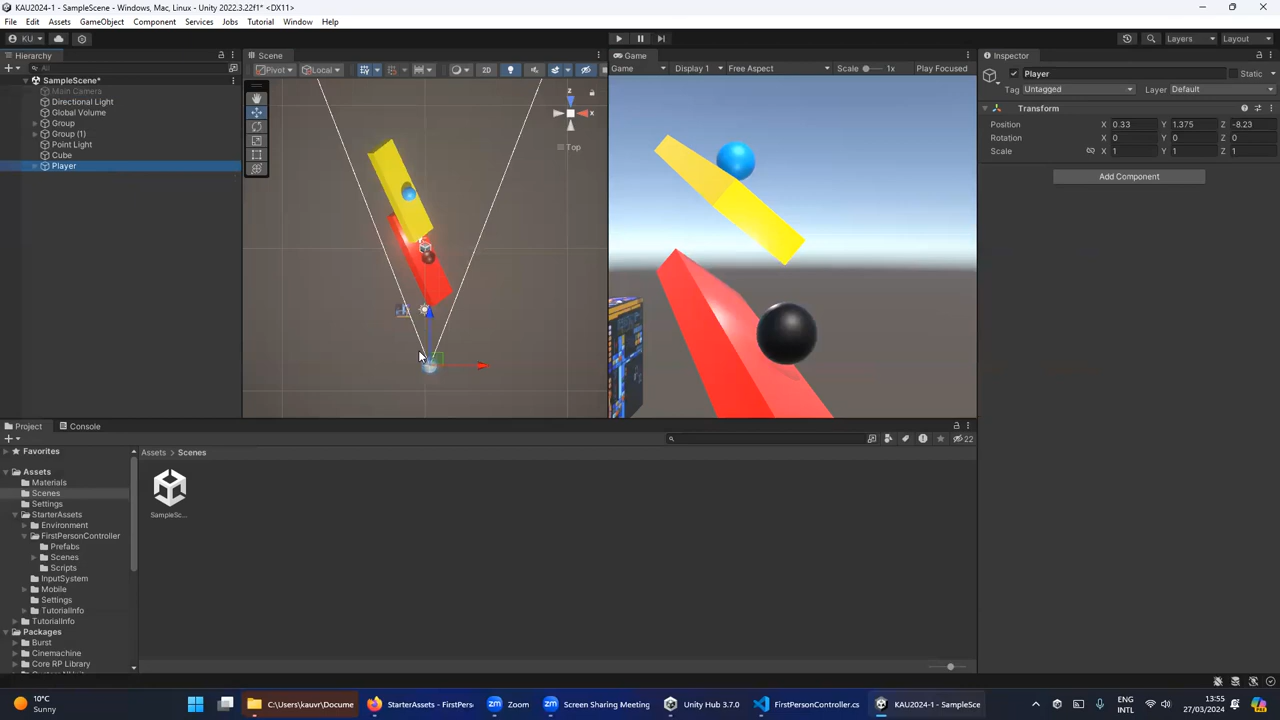 KAU2024-1 - SampleScene - Windows, Mac, Linux - Unity 2022.3.22f1* <DX11>
File Edit Assets GameObject Component Services Jobs Tutorial Window Help
KU Layers Layout
Hierarchy Scene Game Inspector
All Pivot Local 2D Game Display 1 Free Aspect Scale 1x Play Focused Player Static
SampleScene* Tag Untagged Layer Default
Main Camera
Directional Light z Transform
Global Volume x
Group Position X 0.33 Y 1.375 Z -8.23
Group (1) Rotation X 0 Y 0 Z 0
Point Light Top Scale X 1 Y 1 Z 1
Cube
Player Add Component
Project Console
22
Favorites Assets Scenes
Assets
Materials
Scenes
Settings
StarterAssets SampleSc...
Environment
FirstPersonController
Prefabs
Scenes
Scripts
InputSystem
Mobile
Settings
TutorialInfo
TutorialInfo
Packages
Burst
Cinemachine
Core RP Library
10°C
Sunny
C:\Users\kauvr\Docume
StarterAssets - FirstPers
Zoom
Screen Sharing Meeting
Unity Hub 3.7.0
FirstPersonController.cs
KAU2024-1 - SampleSce
ENG
INTL
13:55
27/03/2024